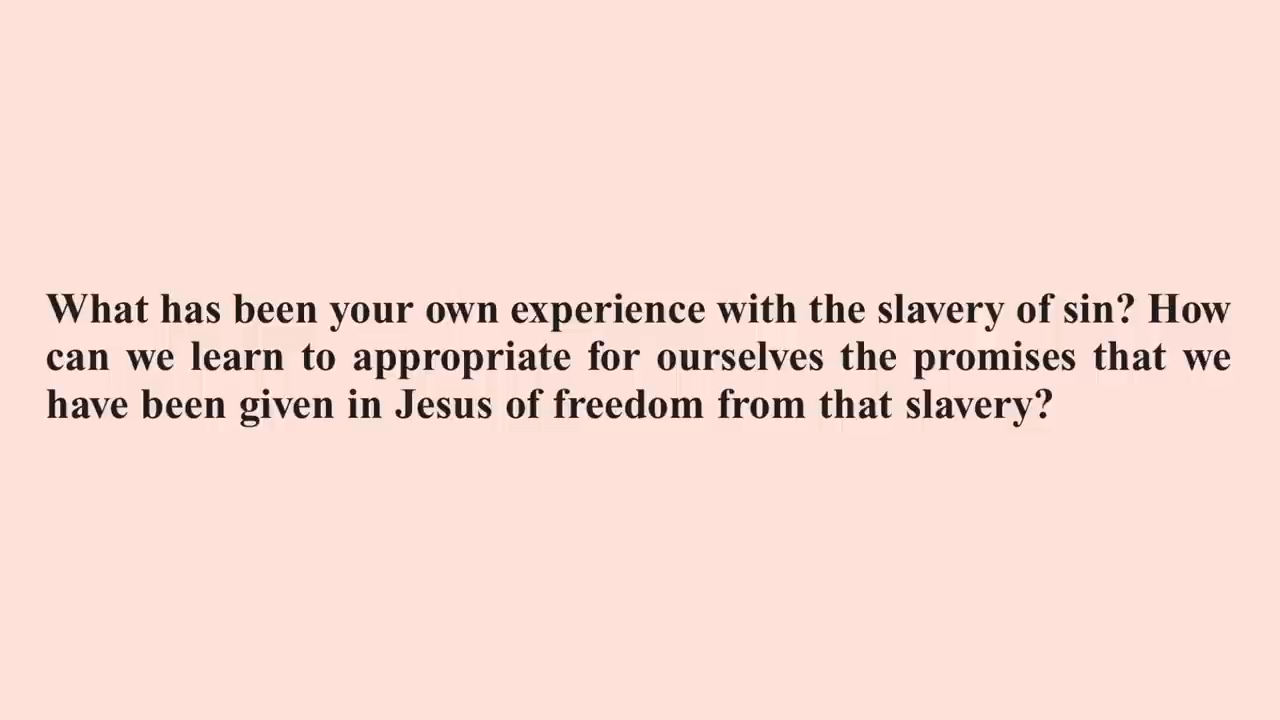 What has been your own experience with the slavery of sin? How
can we learn to appropriate for ourselves the promises that we
have been given in Jesus of freedom from that slavery?